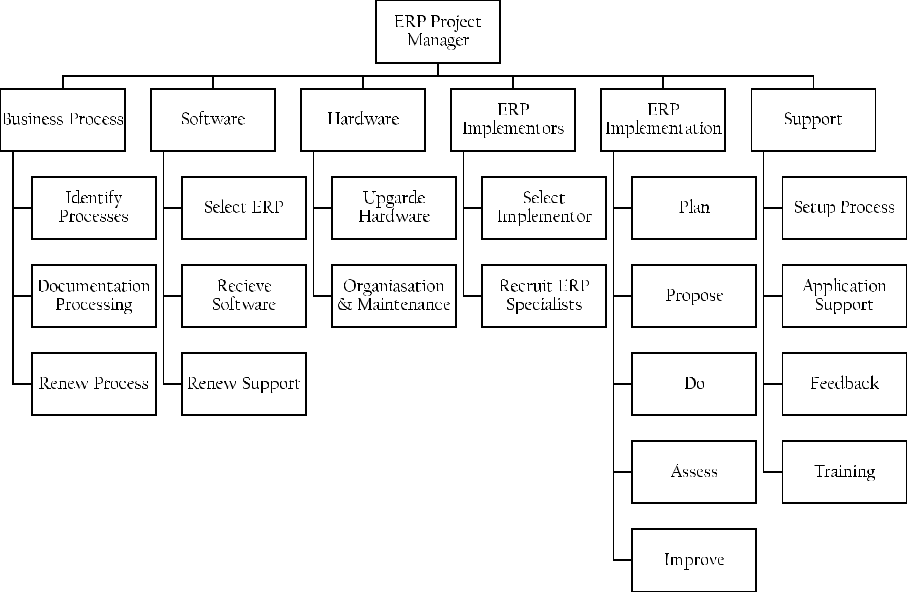 ERP Project
Manager
Business Process
Software
Hardware
ERP
Implementors
ERP
Implementation
Support
Identify
Processes
Select ERP
Upgarde
Hardware
Select
Implementor
Plan
Setup Process
Documentation
Processing
Recieve
Software
Organiasation
& Maintenance
Recruit ERP
Specialists
Propose
Application
Support
Renew Process
Renew Support
Do
Feedback
Assess
Training
Improve